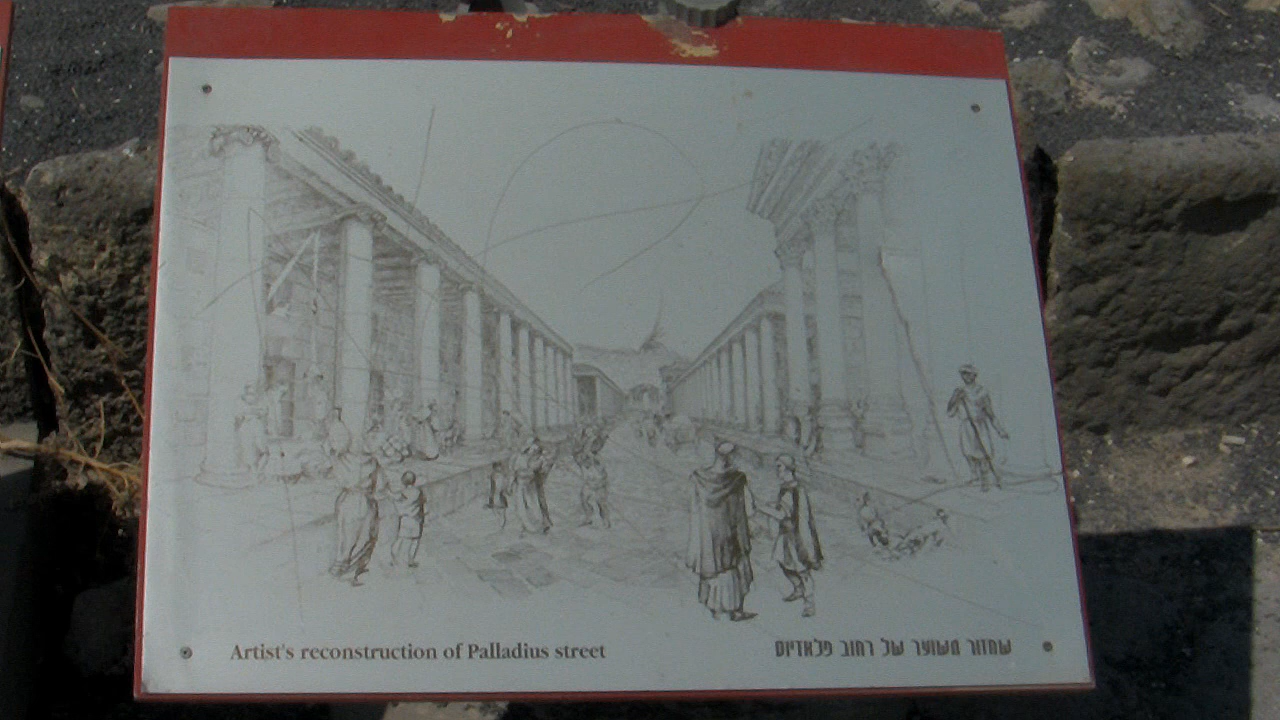 Artist's reconstruction of Palladius street
שחזור משוער של רחוב פלאדיוס